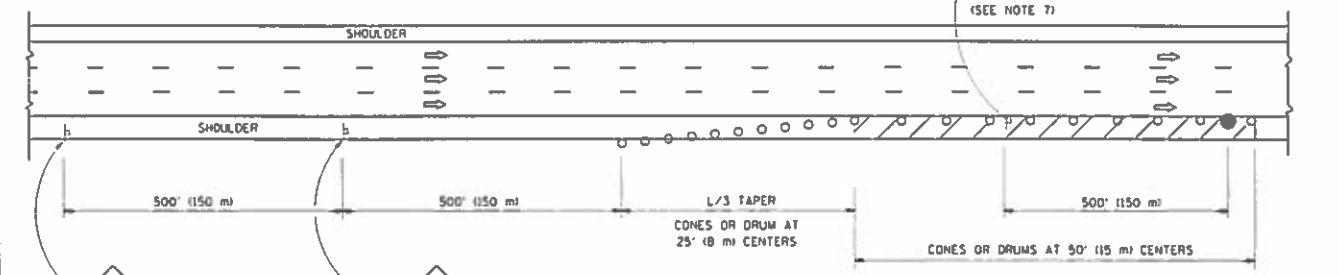 (SEE NOTE 7)
SHOULDER
SHOULDER
500' (150 m)
500' (150 m)
L/3 TAPER
500' (150 m)
CONES OR DRUM AT
25' (8 m) CENTERS
CONES OR DRUMS AT 50' (15 m) CENTERS